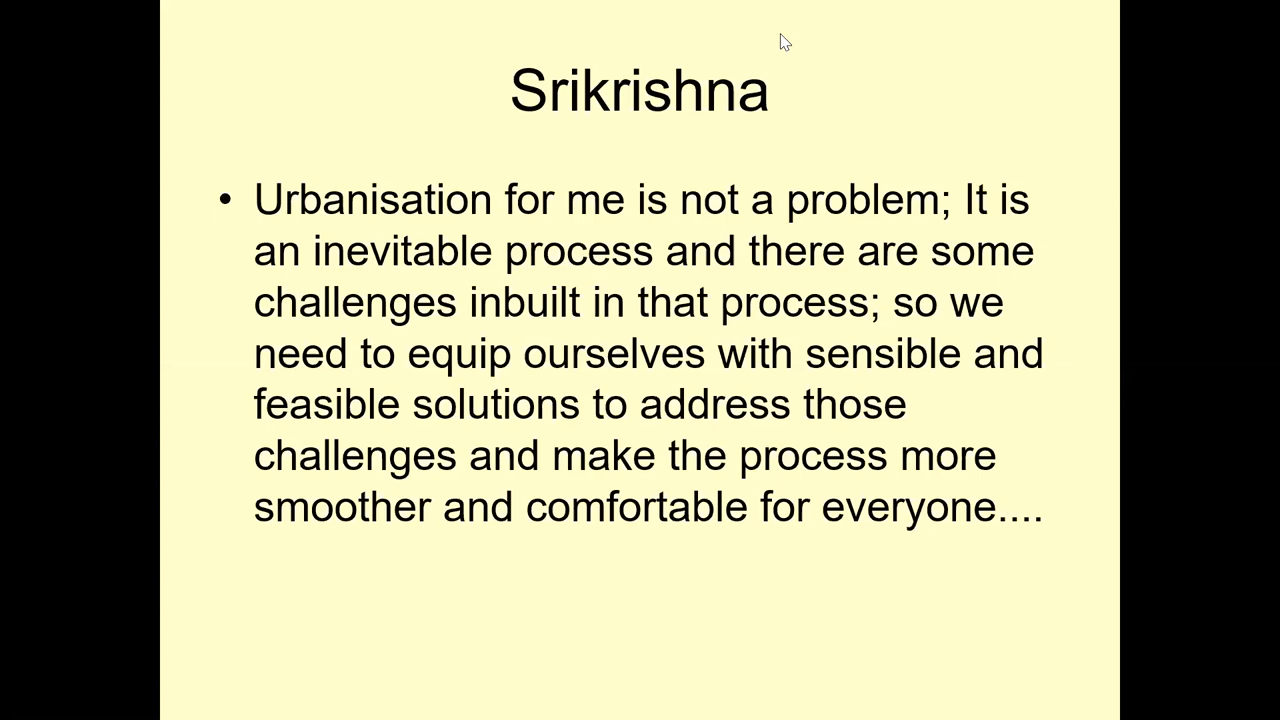 Srikrishna
• Urbanisation for me is not a problem; It is
an inevitable process and there are some
challenges inbuilt in that process; so we
need to equip ourselves with sensible and
feasible solutions to address those
challenges and make the process more
smoother and comfortable for everyone....